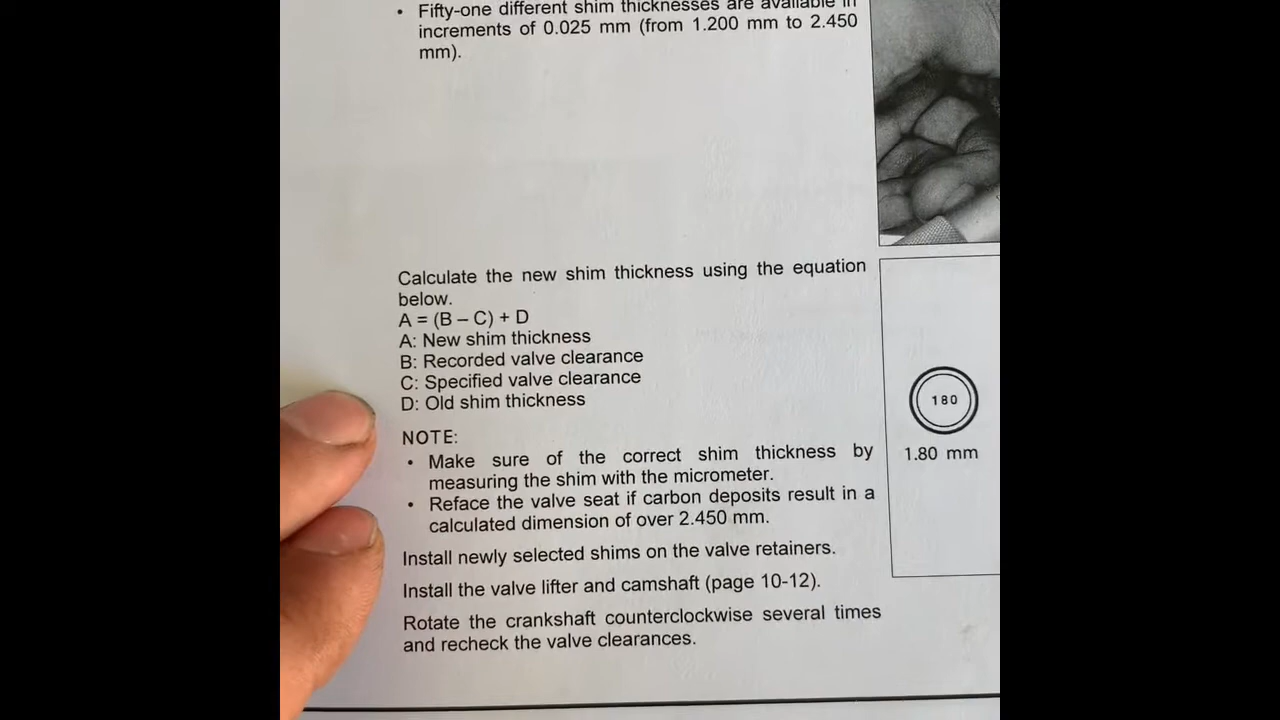 • Fifty-one different shim thicknesses are available in
increments of 0.025 mm (from 1.200 mm to 2.450
mm).
Calculate the new shim thickness using the equation
below.
A = (B – C) + D
A: New shim thickness
B: Recorded valve clearance
C: Specified valve clearance
D: Old shim thickness
NOTE:
• Make sure of the correct shim thickness by
measuring the shim with the micrometer.
• Reface the valve seat if carbon deposits result in a
calculated dimension of over 2.450 mm.
Install newly selected shims on the valve retainers.
Install the valve lifter and camshaft (page 10-12).
Rotate the crankshaft counterclockwise several times
and recheck the valve clearances.
180
1.80 mm